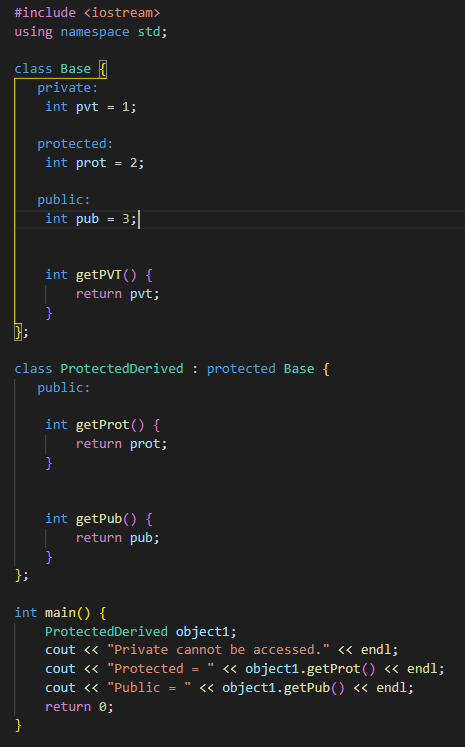 #include <iostream>
using namespace std;
class Base {
private:
int pvt = 1;
protected:
int prot = 2;
public:
int pub = 3;
int getPVT() {
return pvt;
}
};
class ProtectedDerived : protected Base {
public:
int getProt() {
return prot;
}
int getPub() {
return pub;
}
};
int main() {
ProtectedDerived object1;
cout << "Private cannot be accessed." << endl;
cout << "Protected = " << object1.getProt() << endl;
cout << "Public = " << object1.getPub() << endl;
return 0;
}